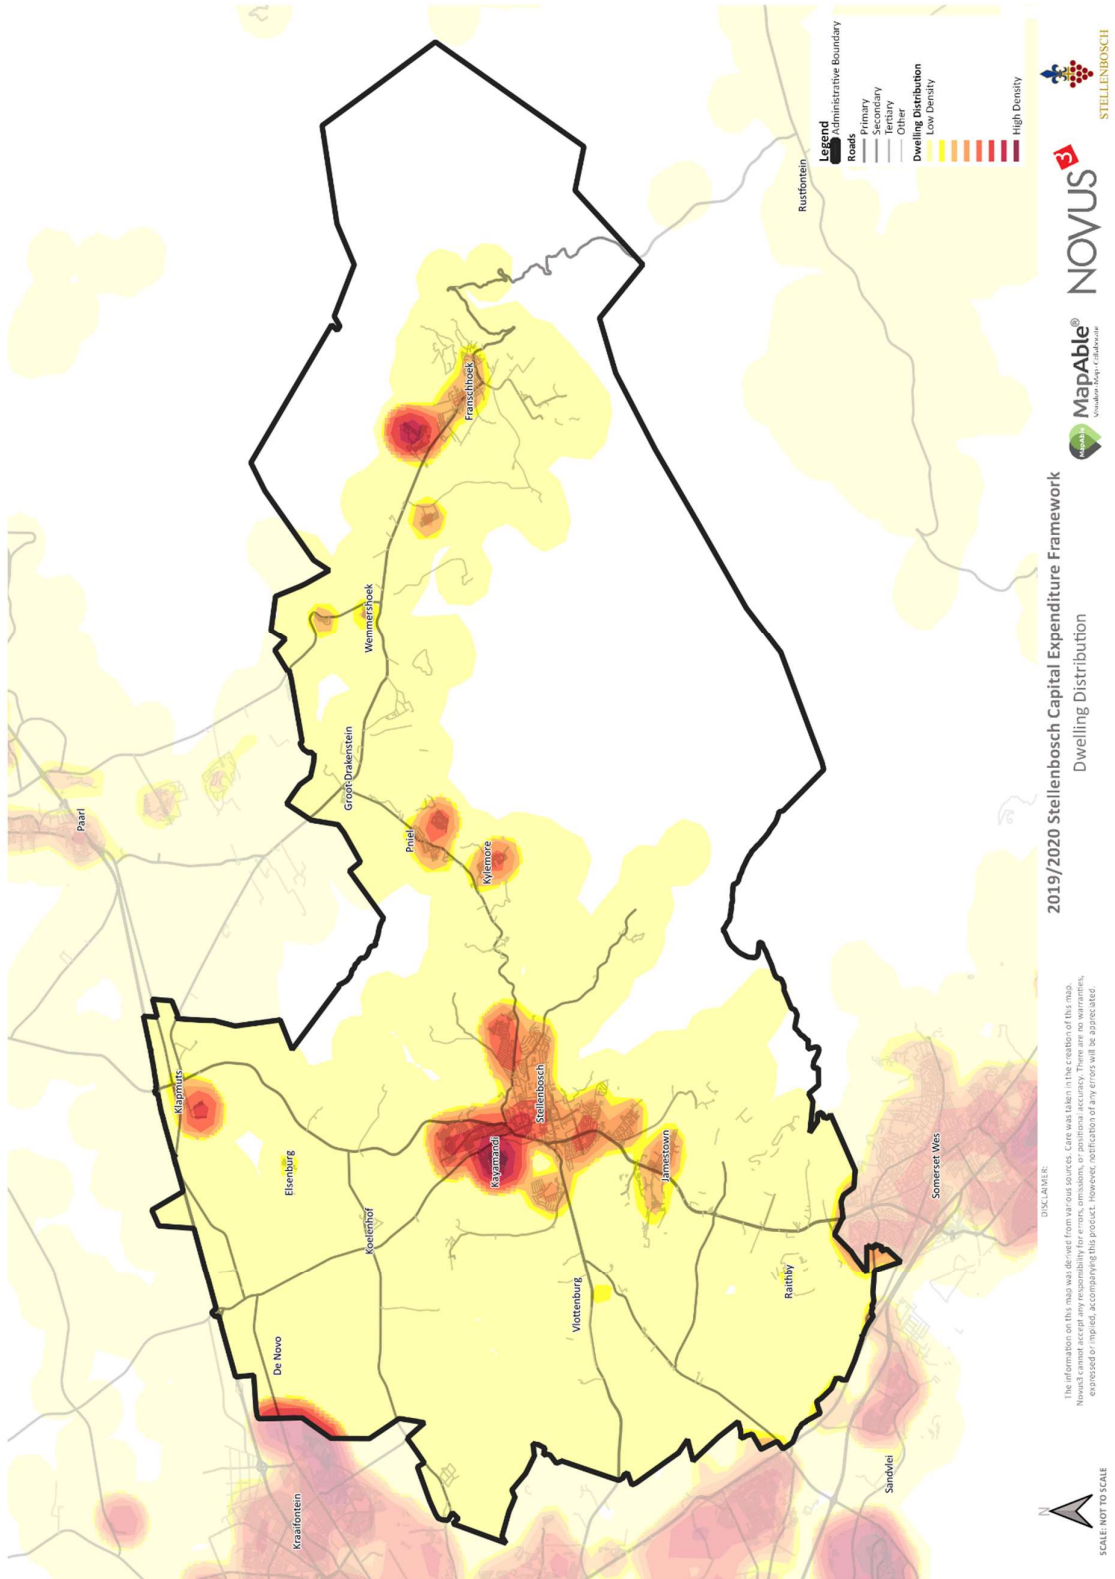 Paarl
Klapmuts
Elsenburg
Koelenhof
De Novo
Kraaifontein
Groot-Drakenstein
Wemmershoek
Franschhoek
Pniel
Kylemore
Stellenbosch
Kayamandi
Jamestown
Vlottenburg
Raithby
Somerset Wes
Sandvlei
Rustfontein
Legend
Administrative Boundary
Roads
Primary
Secondary
Tertiary
Other
Dwelling Distribution
Low Density
High Density
N
SCALE: NOT TO SCALE
DISCLAIMER:
The information on this map was derived from various sources. Care was taken in the creation of this map.
Novus3 cannot accept any responsibility for errors, omissions, or positional accuracy. There are no warranties,
expressed or implied, accompanying this product. However, notification of any errors will be appreciated.
2019/2020 Stellenbosch Capital Expenditure Framework
Dwelling Distribution
MapAble
MapAble®
Visualise - Map - Collaborate
NOVUS3
STELLENBOSCH